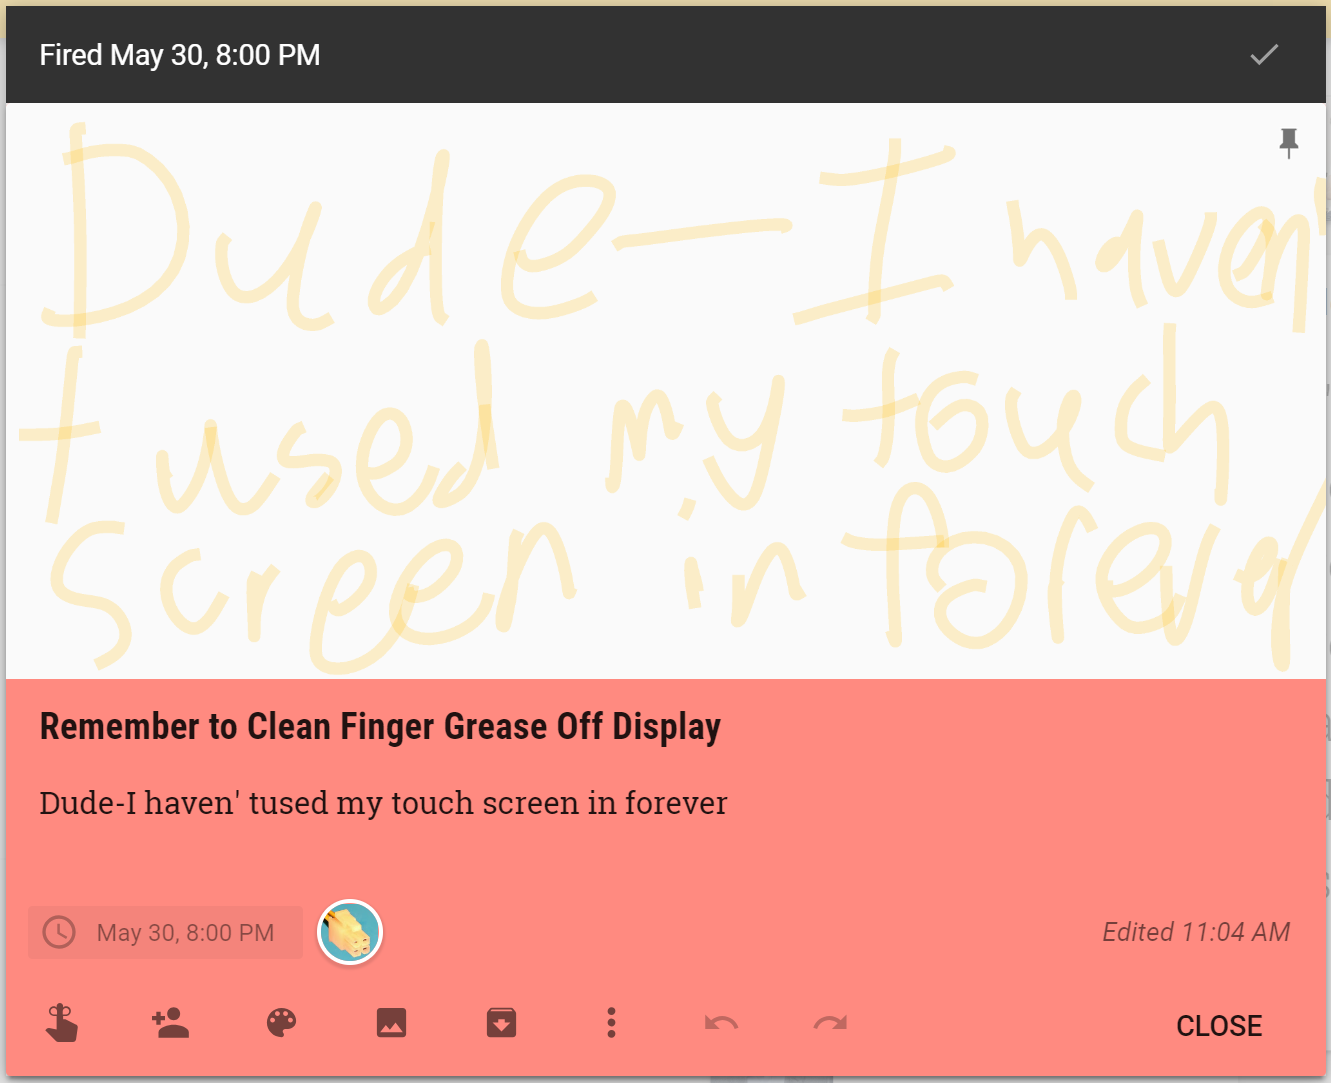 Fired May 30, 8:00 PM
Dude—I haven'
t used my touch
screen in forever
Remember to Clean Finger Grease Off Display
Dude-I haven' tused my touch screen in forever
May 30, 8:00 PM
Edited 11:04 AM
CLOSE